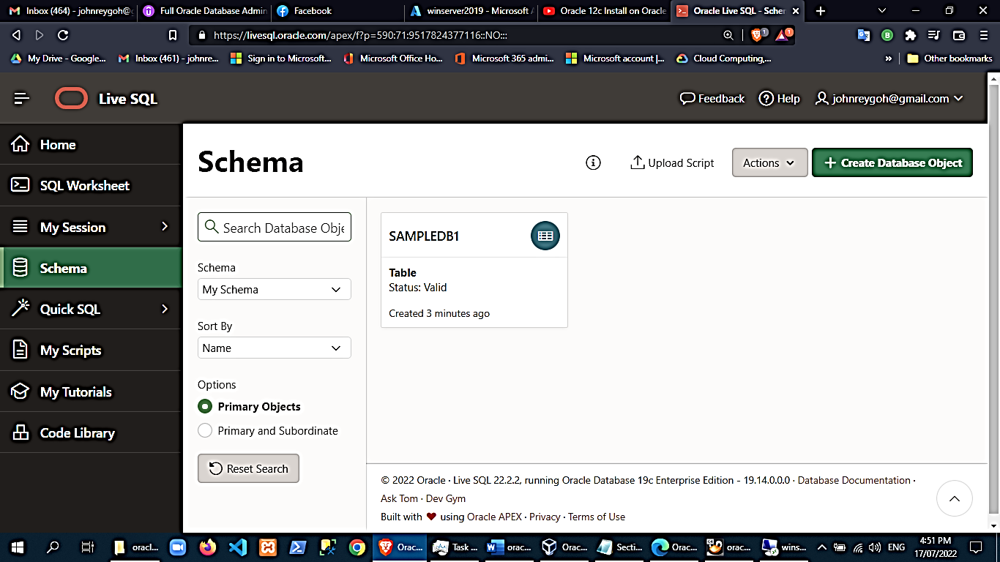 Inbox (464) - johnreygoh@g
Full Oracle Database Admin
Facebook
winserver2019 - Microsoft A
Oracle 12c Install on Oracle
Oracle Live SQL - Schem
https://livesql.oracle.com/apex/f?p=590:71:9517824377116::NO:::
1
1
My Drive - Google...
Inbox (461) - johnre...
Sign in to Microsoft...
Microsoft Office Ho...
Microsoft 365 admi...
Microsoft account |...
Cloud Computing,...
»
Other bookmarks
Live SQL
Feedback
Help
johnreygoh@gmail.com
Home
SQL Worksheet
My Session
Schema
Quick SQL
My Scripts
My Tutorials
Code Library
Schema
Upload Script
Actions
Create Database Object
Search Database Obje
Schema
My Schema
Sort By
Name
Options
Primary Objects
Primary and Subordinate
Reset Search
SAMPLEDB1
Table
Status: Valid
Created 3 minutes ago
© 2022 Oracle · Live SQL 22.2.2, running Oracle Database 19c Enterprise Edition - 19.14.0.0.0 · Database Documentation ·
Ask Tom · Dev Gym
Built with ❤ using Oracle APEX · Privacy · Terms of Use
oracl...
Orac...
Task ...
orac...
Orac...
Secti...
Orac...
orac...
wins...
ENG
4:51 PM
17/07/2022